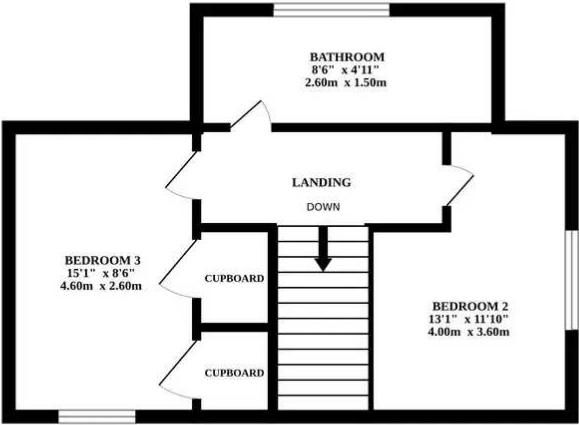 BATHROOM
8'6" x 4'11"
2.60m x 1.50m
LANDING
DOWN
BEDROOM 3
15'1" x 8'6"
4.60m x 2.60m
CUPBOARD
BEDROOM 2
13'1" x 11'10"
4.00m x 3.60m
CUPBOARD